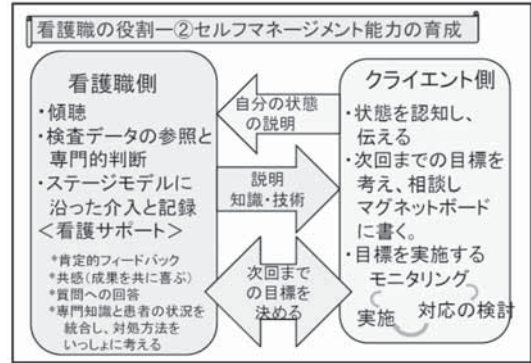 看護職の役割ー②セルフマネージメント能力の育成
看護職側
・傾聴
・検査データの参照と
専門的判断
・ステージモデルに
沿った介入と記録
<看護サポート>
*肯定的フィードバック
*共感(成果を共に喜ぶ)
*質問への回答
*専門知識と患者の状況を
統合し、対処方法を
いっしょに考える
自分の状態
の説明
説明
知識・技術
次回まで
の目標を
決める
クライエント側
・状態を認知し、
伝える
・次回までの目標を
考え、相談し
マグネットボード
に書く。
・目標を実施する
モニタリング
実施
対応の検討